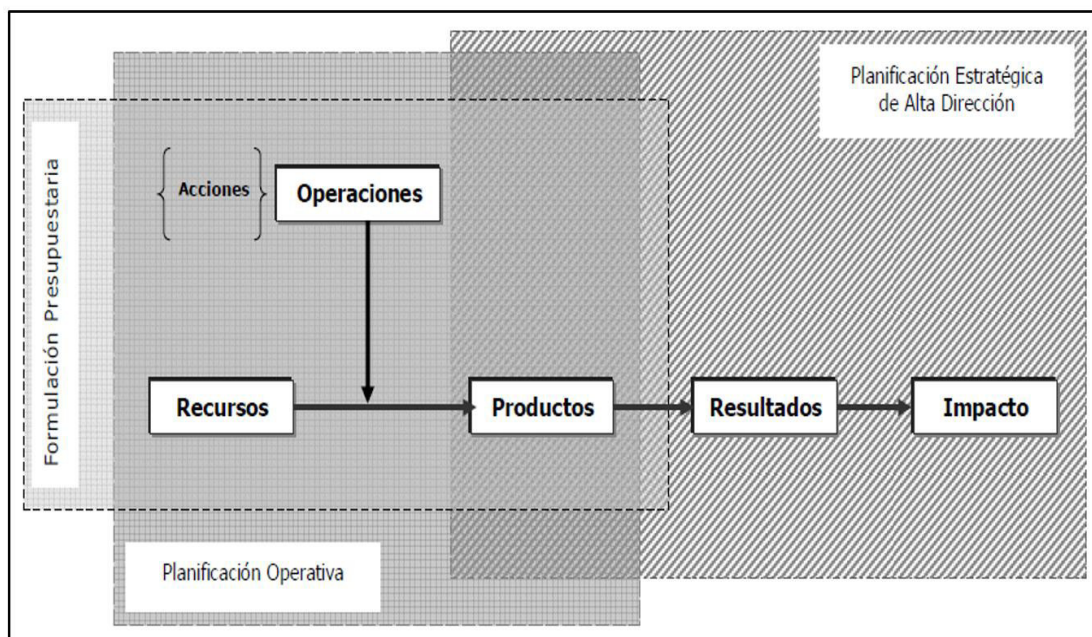 Planificación Estratégica
de Alta Dirección
Formulación Presupuestaria
Acciones
Operaciones
Recursos
Productos
Resultados
Impacto
Planificación Operativa